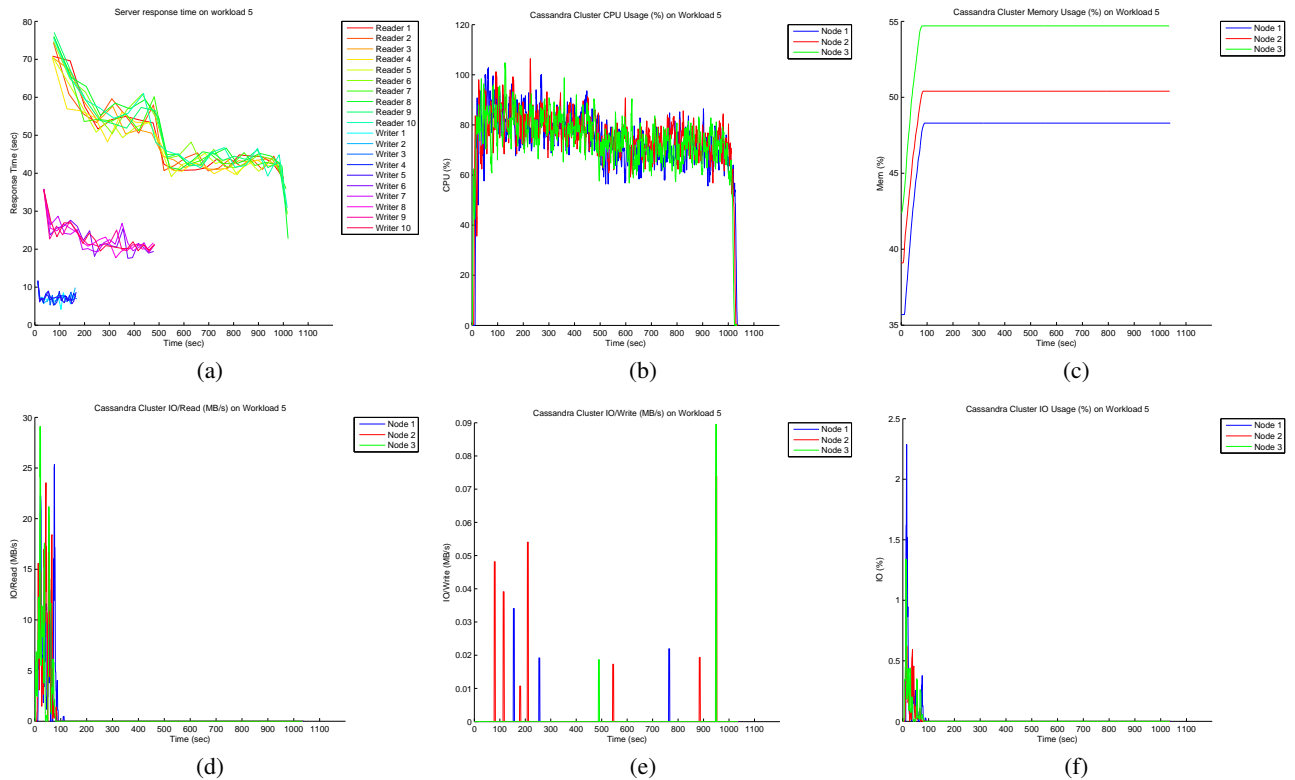 Server response time on workload 5
80
70
60
50
40
30
20
10
0
Response Time (sec)
0 100 200 300 400 500 600 700 800 900 1000 1100
Time (sec)
Reader 1
Reader 2
Reader 3
Reader 4
Reader 5
Reader 6
Reader 7
Reader 8
Reader 9
Reader 10
Writer 1
Writer 2
Writer 3
Writer 4
Writer 5
Writer 6
Writer 7
Writer 8
Writer 9
Writer 10
(a)
Cassandra Cluster CPU Usage (%) on Workload 5
120
100
80
60
40
20
0
CPU (%)
0 100 200 300 400 500 600 700 800 900 1000 1100
Time (sec)
Node 1
Node 2
Node 3
(b)
Cassandra Cluster Memory Usage (%) on Workload 5
55
50
45
40
35
Mem (%)
0 100 200 300 400 500 600 700 800 900 1000 1100
Time (sec)
Node 1
Node 2
Node 3
(c)
Cassandra Cluster IO/Read (MB/s) on Workload 5
30
25
20
15
10
5
0
IO/Read (MB/s)
0 100 200 300 400 500 600 700 800 900 1000 1100
Time (sec)
Node 1
Node 2
Node 3
(d)
Cassandra Cluster IO/Write (MB/s) on Workload 5
0.09
0.08
0.07
0.06
0.05
0.04
0.03
0.02
0.01
0
IO/Write (MB/s)
0 100 200 300 400 500 600 700 800 900 1000 1100
Time (sec)
Node 1
Node 2
Node 3
(e)
Cassandra Cluster IO Usage (%) on Workload 5
2.5
2
1.5
1
0.5
0
IO (%)
0 100 200 300 400 500 600 700 800 900 1000 1100
Time (sec)
Node 1
Node 2
Node 3
(f)